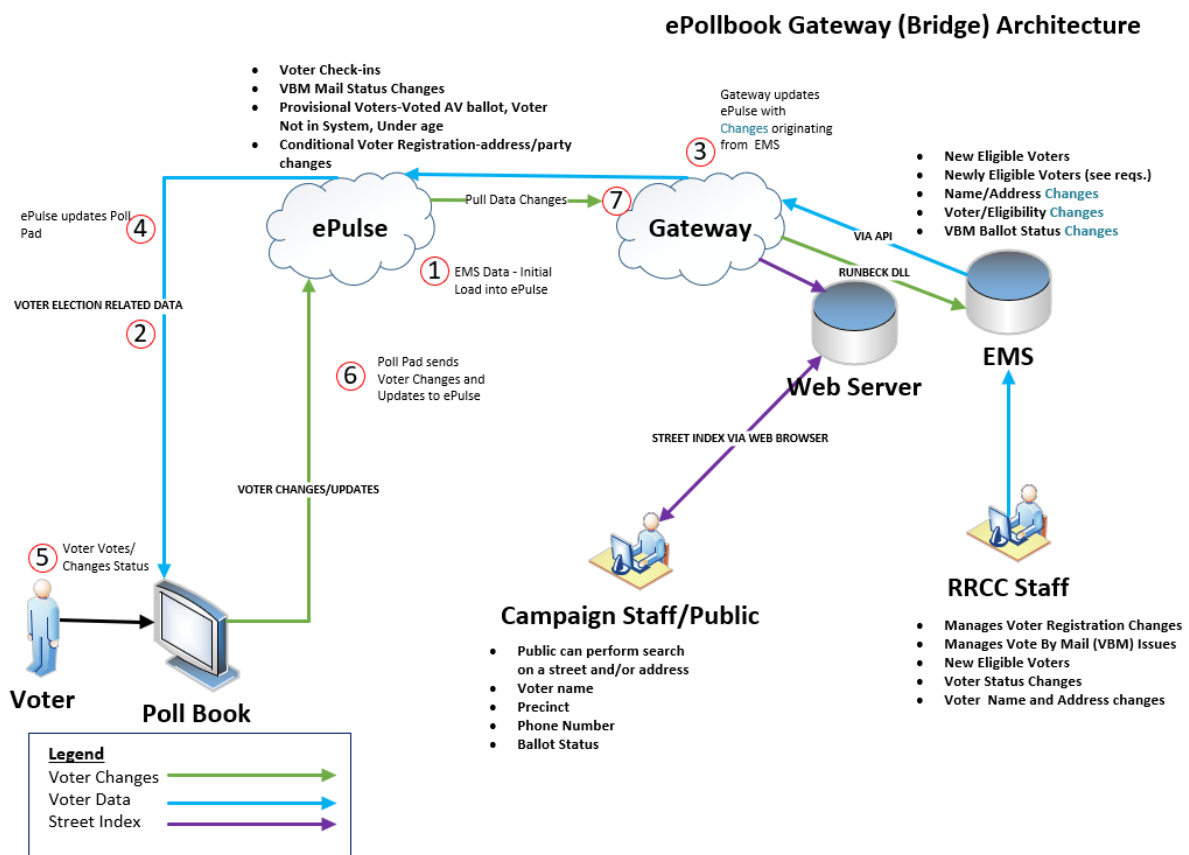 ePollbook Gateway (Bridge) Architecture
• Voter Check-ins
• VBM Mail Status Changes
• Provisional Voters-Voted AV ballot, Voter
Not in System, Under age
• Conditional Voter Registration-address/party
changes
Gateway updates
ePulse with
Changes originating
from EMS
3
• New Eligible Voters
• Newly Eligible Voters (see reqs.)
• Name/Address Changes
• Voter/Eligibility Changes
• VBM Ballot Status Changes
ePulse updates Poll
Pad
4
ePulse
Pull Data Changes
7
Gateway
VIA API
RUNBECK DLL
1
EMS Data - Initial
Load into ePulse
VOTER ELECTION RELATED DATA
2
EMS
Web Server
6
Poll Pad sends
Voter Changes and
Updates to ePulse
STREET INDEX VIA WEB BROWSER
VOTER CHANGES/UPDATES
5
Voter Votes/
Changes Status
Voter
Poll Book
Campaign Staff/Public
• Public can perform search
on a street and/or address
• Voter name
• Precinct
• Phone Number
• Ballot Status
RRCC Staff
• Manages Voter Registration Changes
• Manages Vote By Mail (VBM) Issues
• New Eligible Voters
• Voter Status Changes
• Voter Name and Address changes
Legend
Voter Changes
Voter Data
Street Index